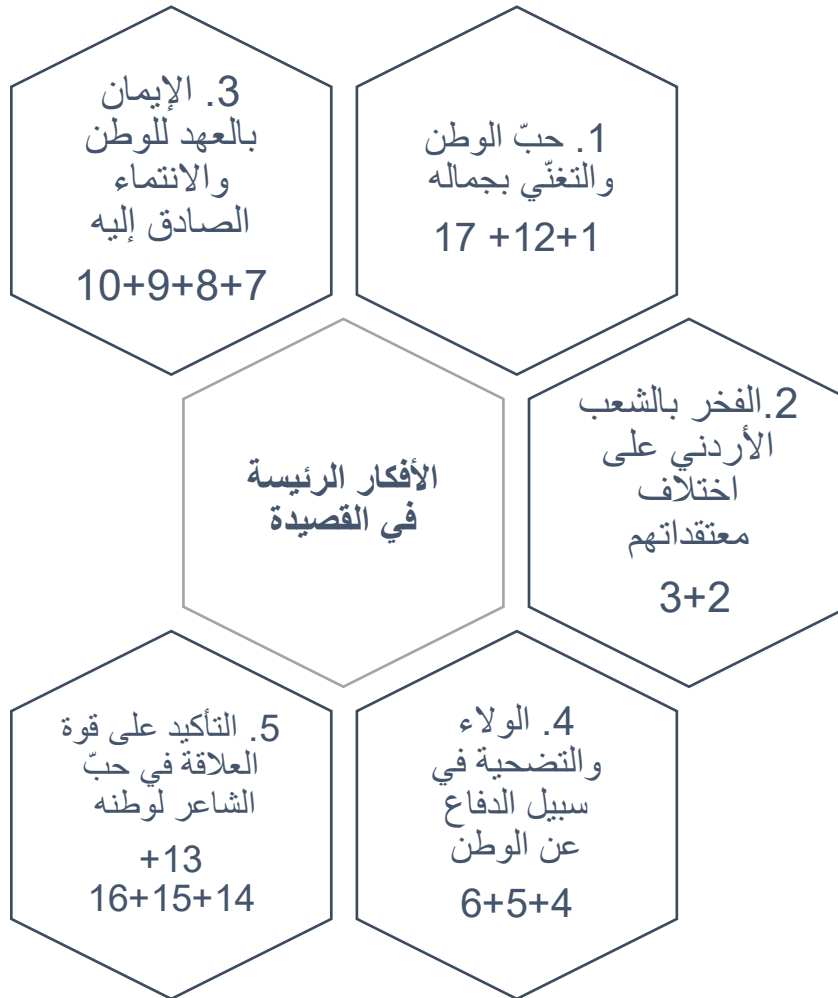 1. حبّ الوطن
والتغنّي بجماله
17 +12+1
3. الإيمان
بالعهد للوطن
والانتماء
الصادق إليه
10+9+8+7
2.الفخر بالشعب
الأردني على
اختلاف
معتقداتهم
3+2
الأفكار الرئيسة
في القصيدة
4. الولاء
والتضحية في
سبيل الدفاع
عن الوطن
6+5+4
5. التأكيد على قوة
العلاقة في حبّ
الشاعر لوطنه
+13
16+15+14